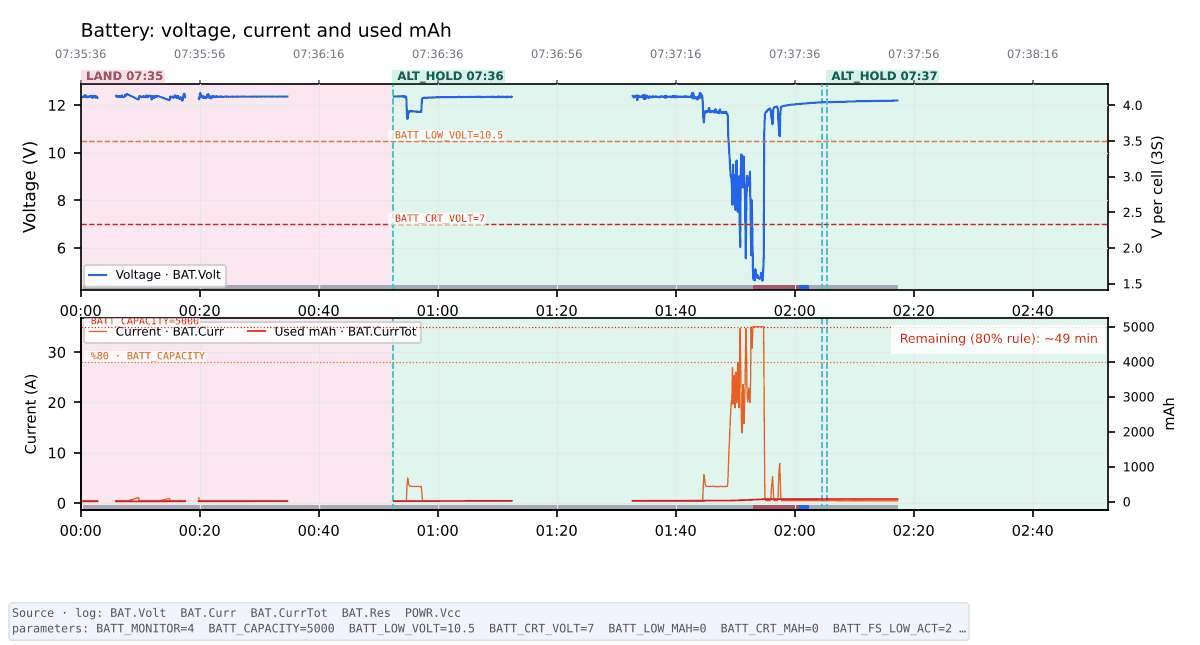 Battery: voltage, current and used mAh
07:35:36 07:35:56 07:36:16 07:36:36 07:36:56 07:37:16 07:37:36 07:37:56 07:38:16
LAND 07:35 ALT_HOLD 07:36 ALT_HOLD 07:37
Voltage (V)
12
10
8
6
BATT_LOW_VOLT=10.5
BATT_CRT_VOLT=7
Voltage · BAT.Volt
4.0
3.5
3.0
2.5
2.0
1.5
V per cell (3S)
00:00 00:20 00:40 01:00 01:20 01:40 02:00 02:20 02:40
BATT_CAPACITY=5000
Current · BAT.Curr Used mAh · BAT.CurrTot
Remaining (80% rule): ~49 min
%80 · BATT_CAPACITY
Current (A)
30
20
10
0
5000
4000
3000
2000
1000
0
mAh
00:00 00:20 00:40 01:00 01:20 01:40 02:00 02:20 02:40
Source · log: BAT.Volt BAT.Curr BAT.CurrTot BAT.Res POWR.Vcc
parameters: BATT_MONITOR=4 BATT_CAPACITY=5000 BATT_LOW_VOLT=10.5 BATT_CRT_VOLT=7 BATT_LOW_MAH=0 BATT_CRT_MAH=0 BATT_FS_LOW_ACT=2 …